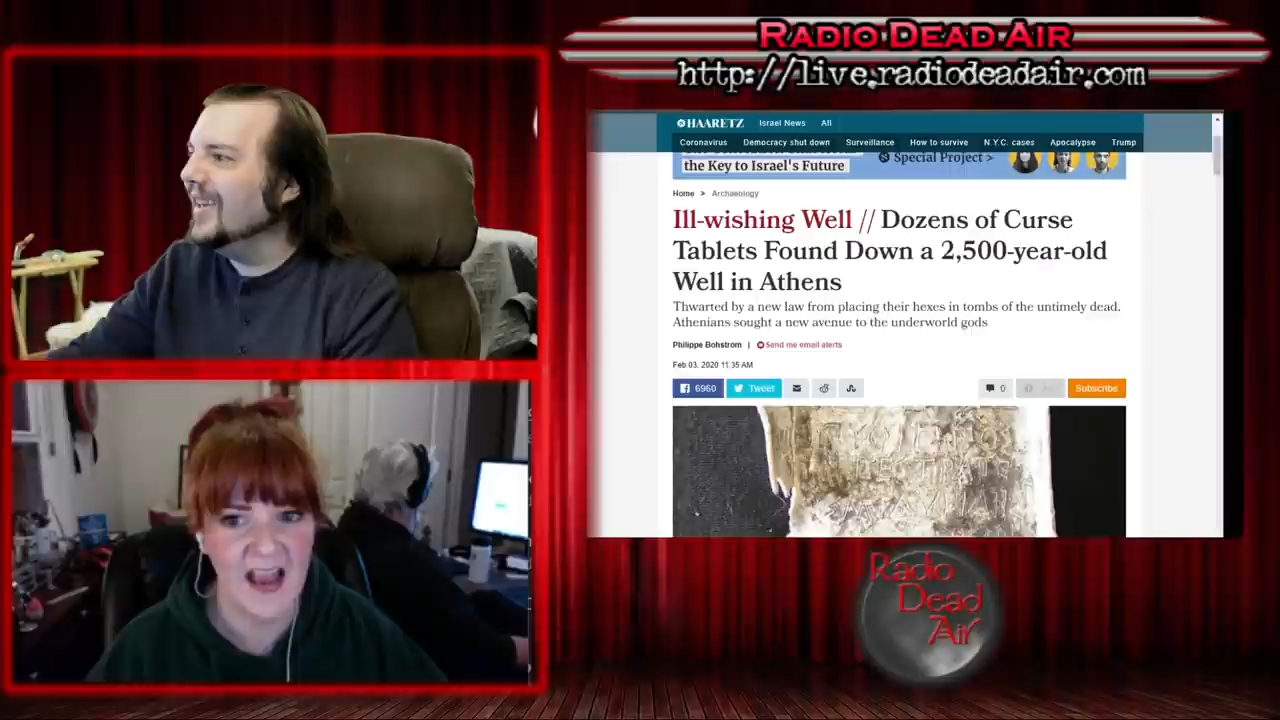 RADIO DEAD AIR
http://live.radiodeadair.com
HAARETZ Israel News All
Coronavirus Democracy shut down Surveillance How to survive N.Y.C. cases Apocalypse Trump
the Key to Israel's Future
Special Project >
Home > Archaeology
Ill-wishing Well // Dozens of Curse
Tablets Found Down a 2,500-year-old
Well in Athens
Thwarted by a new law from placing their hexes in tombs of the untimely dead.
Athenians sought a new avenue to the underworld gods
Philippe Bohstrom | Send me email alerts
Feb 03, 2020 11:35 AM
6960 Tweet 0 Subscribe
Radio
Dead
Air